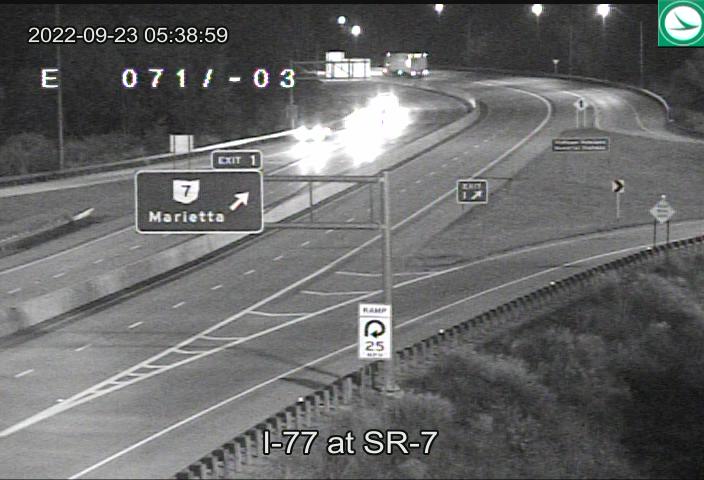 2022-09-23 05:38:59
E 071/-03
EXIT 1
7
Marietta
EXIT
1
RAMP
25
MPH
I-77 at SR-7